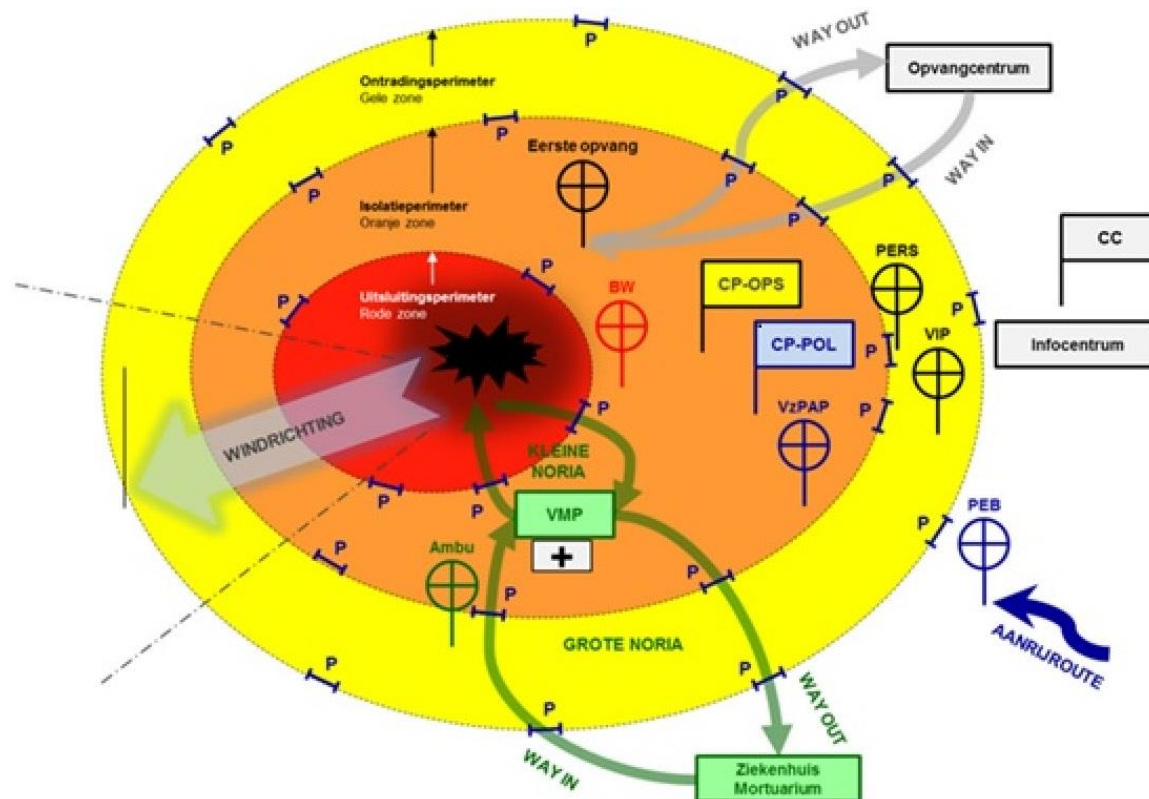 WAY OUT
Opvangcentrum
WAY IN
P
P
P
P
P
P
P
P
P
Ontradingsperimeter
Gele zone
Eerste opvang
Isolatieperimeter
Oranje zone
CC
PERS
CP-OPS
BW
P
P
Uitsluitingsperimeter
Rode zone
P
VIP
Infocentrum
CP-POL
P
VzPAP
P
P
WINDRICHTING
KLEINE
NORIA
P
P
VMP
PEB
P
Ambu
P
P
P
AANRIJROUTE
GROTE NORIA
P
P
P
WAY OUT
WAY IN
Ziekenhuis
Mortuarium